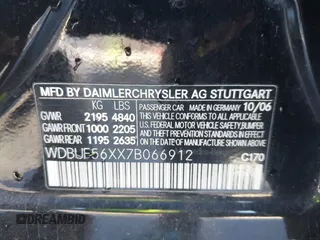 MFD BY DAIMLERCHRYSLER AG STUTTGART
KG LBS
GVWR 2195 4840
GAWR FRONT 1000 2205
GAWR REAR 1195 2635
PASSENGER CAR MADE IN GERMANY 10/06
THIS VEHICLE CONFORMS TO ALL APPLICABLE
FEDERAL MOTOR VEHICLE SAFETY, BUMPER,
AND THEFT PREVENTION STANDARDS IN
EFFECT ON THE DATE OF MANUFACTURE
SHOWN ABOVE.
WDBUF56XX7B066912
C170
DREAMBID